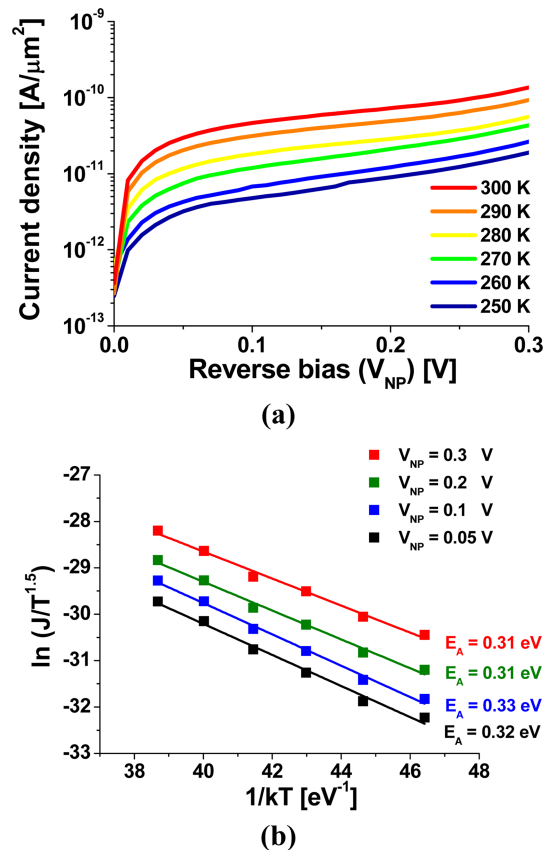 10⁻⁹
10⁻¹⁰
10⁻¹¹
10⁻¹²
10⁻¹³
Current density [A/μm²]
300 K
290 K
280 K
270 K
260 K
250 K
0.0 0.1 0.2 0.3
Reverse bias (V_NP) [V]
(a)
V_NP = 0.3 V
V_NP = 0.2 V
V_NP = 0.1 V
V_NP = 0.05 V
-27
-28
-29
-30
-31
-32
-33
ln (J/T^1.5)
E_A = 0.31 eV
E_A = 0.31 eV
E_A = 0.33 eV
E_A = 0.32 eV
38 40 42 44 46 48
1/kT [eV⁻¹]
(b)